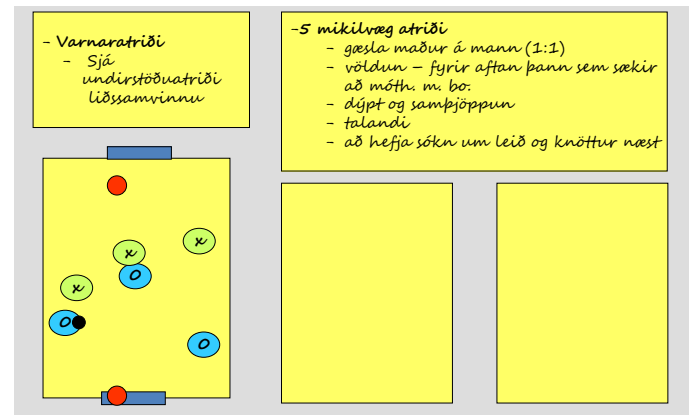 - Varnaratriði
- Sjá
undirstöðuatriði
liðssamvinnu
-5 mikilvæg atriði
- gæsla maður á mann (1:1)
- völdun – fyrir aftan þann sem sækir
að móth. m. bo.
- dýpt og samþjöppun
- talandi
- að hefja sókn um leið og knöttur næst
x
x
o
x
o
o